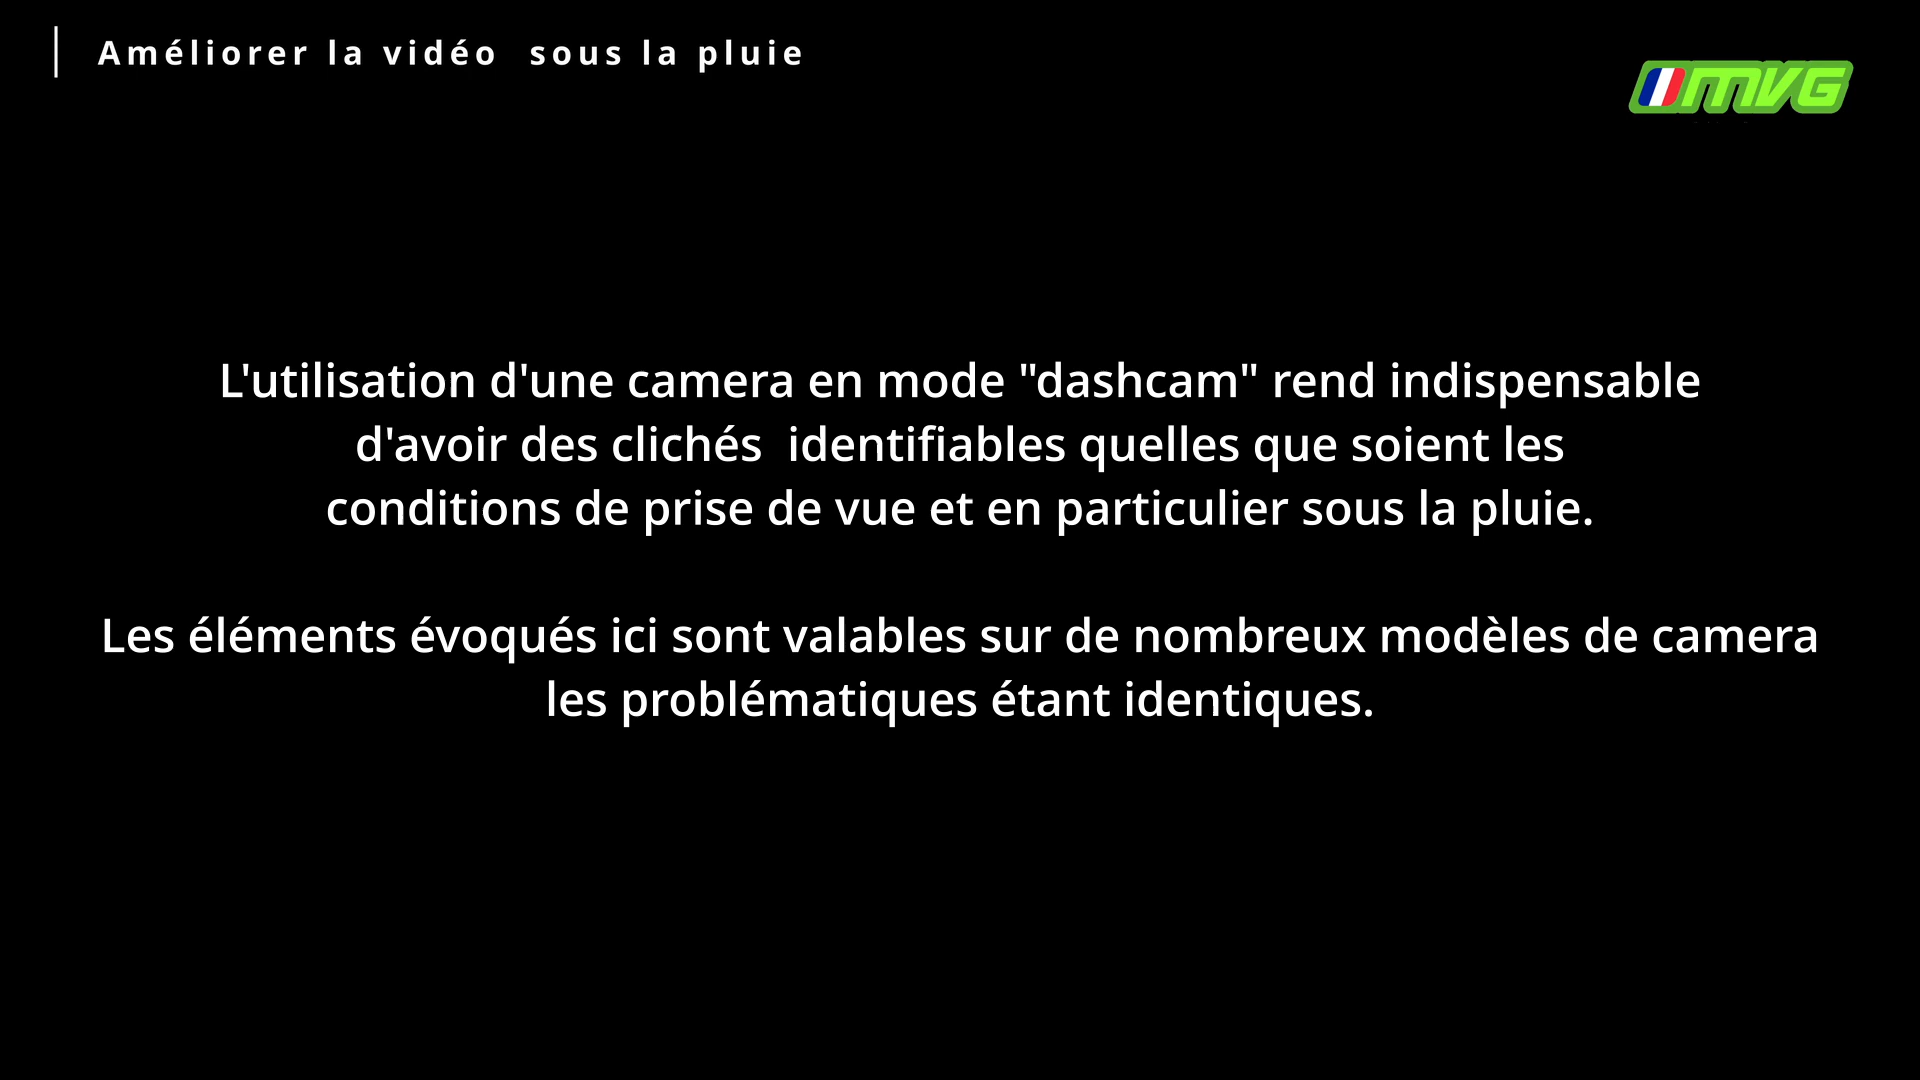 Améliorer la vidéo  sous la pluie
MVG
L'utilisation d'une camera en mode "dashcam" rend indispensable
d'avoir des clichés  identifiables quelles que soient les
conditions de prise de vue et en particulier sous la pluie.
Les éléments évoqués ici sont valables sur de nombreux modèles de camera
les problématiques étant identiques.